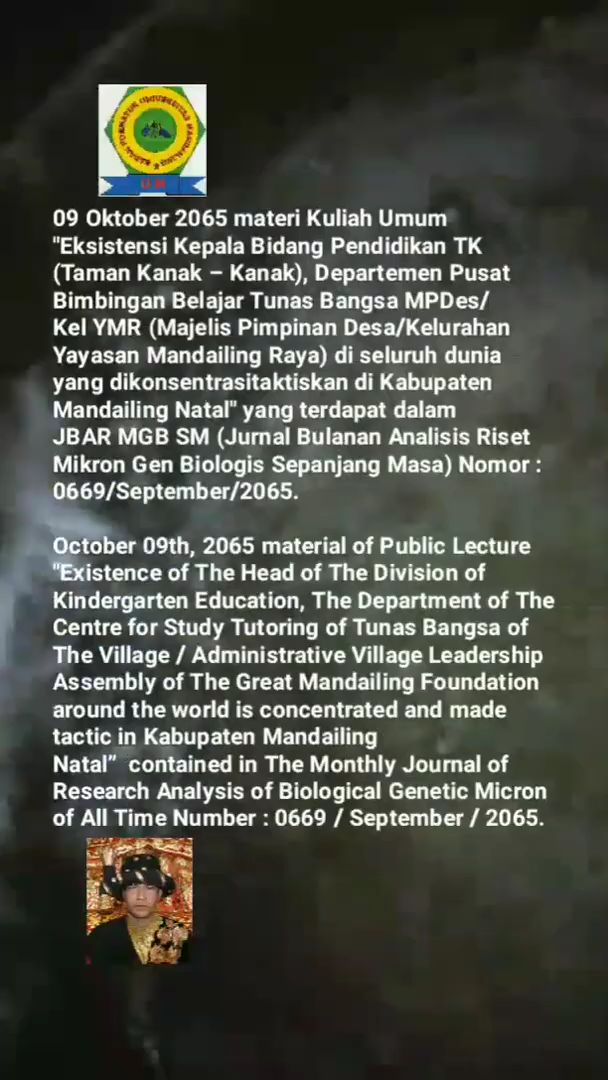 UM
09 Oktober 2065 materi Kuliah Umum
"Eksistensi Kepala Bidang Pendidikan TK
(Taman Kanak – Kanak), Departemen Pusat
Bimbingan Belajar Tunas Bangsa MPDes/
Kel YMR (Majelis Pimpinan Desa/Kelurahan
Yayasan Mandailing Raya) di seluruh dunia
yang dikonsentrasitaktiskan di Kabupaten
Mandailing Natal" yang terdapat dalam
JBAR MGB SM (Jurnal Bulanan Analisis Riset
Mikron Gen Biologis Sepanjang Masa) Nomor :
0669/September/2065.
October 09th, 2065 material of Public Lecture
"Existence of The Head of The Division of
Kindergarten Education, The Department of The
Centre for Study Tutoring of Tunas Bangsa of
The Village / Administrative Village Leadership
Assembly of The Great Mandailing Foundation
around the world is concentrated and made
tactic in Kabupaten Mandailing
Natal” contained in The Monthly Journal of
Research Analysis of Biological Genetic Micron
of All Time Number : 0669 / September / 2065.